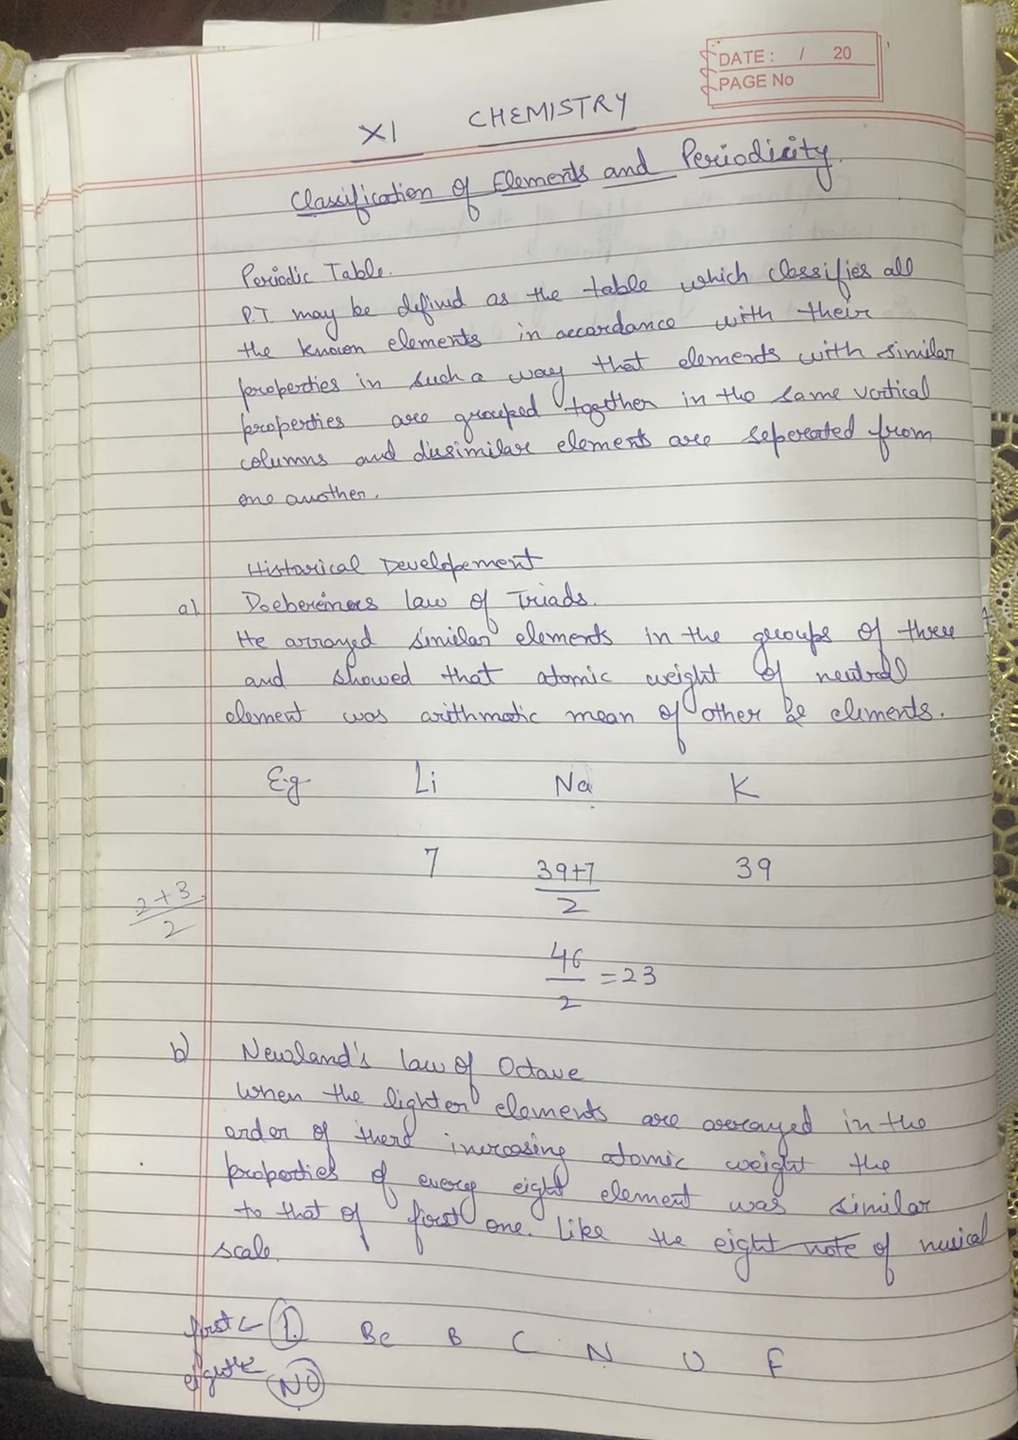 DATE: / 20
PAGE No
XI CHEMISTRY
Classification of Elements and Periodicity.
Periodic Table.
P.T. may be defined as the table which classifies all
the known elements in accordance with their
properties in such a way that elements with similar
properties are grouped together in the same vertical
columns and dissimilar elements are seperated from
one another.
Historical Developement
a) Doebereiners law of Triads.
He arrayed similar elements in the groups of three
and showed that atomic weight of neutral
element was arithmatic mean of other elements.
E.g Li Na K
7 39+7/2 39
2+3/2
46/2 = 23
b) Newland's law of Octave
When the lighter elements are arrayed in the
order of increasing atomic weight the
properties of every eight element was similar
to that of first one. Like the eight note of musical
scale.
first Be B C N O F